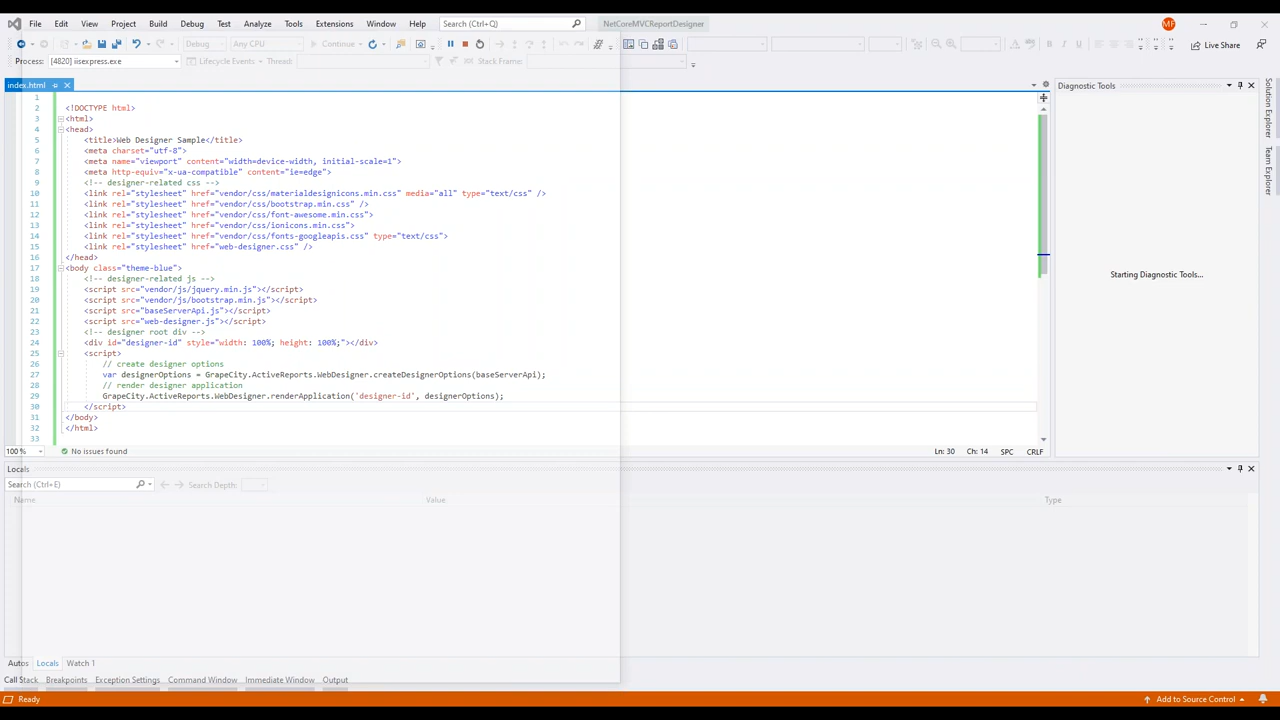 File Edit View Project Build Debug Test Analyze Tools Extensions Window Help Search (Ctrl+Q) NetCoreMVCReportDesigner MF
Debug Any CPU Continue Live Share
Process: [4820] iisexpress.exe Lifecycle Events Thread: Stack Frame:
index.html Diagnostic Tools
1
2 <!DOCTYPE html>
3 <html>
4 <head>
5 <title>Web Designer Sample</title>
6 <meta charset="utf-8">
7 <meta name="viewport" content="width=device-width, initial-scale=1">
8 <meta http-equiv="x-ua-compatible" content="ie=edge">
9 <!-- designer-related css -->
10 <link rel="stylesheet" href="vendor/css/materialdesignicons.min.css" media="all" type="text/css" />
11 <link rel="stylesheet" href="vendor/css/bootstrap.min.css" />
12 <link rel="stylesheet" href="vendor/css/font-awesome.min.css">
13 <link rel="stylesheet" href="vendor/css/ionicons.min.css">
14 <link rel="stylesheet" href="vendor/css/fonts-googleapis.css" type="text/css">
15 <link rel="stylesheet" href="web-designer.css" />
16 </head>
17 <body class="theme-blue">
18 <!-- designer-related js -->
19 <script src="vendor/js/jquery.min.js"></script>
20 <script src="vendor/js/bootstrap.min.js"></script>
21 <script src="baseServerApi.js"></script>
22 <script src="web-designer.js"></script>
23 <!-- designer root div -->
24 <div id="designer-id" style="width: 100%; height: 100%;"></div>
25 <script>
26 // create designer options
27 var designerOptions = GrapeCity.ActiveReports.WebDesigner.createDesignerOptions(baseServerApi);
28 // render designer application
29 GrapeCity.ActiveReports.WebDesigner.renderApplication('designer-id', designerOptions);
30 </script>
31 </body>
32 </html>
33
Starting Diagnostic Tools...
Solution Explorer
Team Explorer
100 % No issues found Ln: 30 Ch: 14 SPC CRLF
Locals
Search (Ctrl+E) Search Depth:
Name Value Type
Autos Locals Watch 1
Call Stack Breakpoints Exception Settings Command Window Immediate Window Output
Ready Add to Source Control